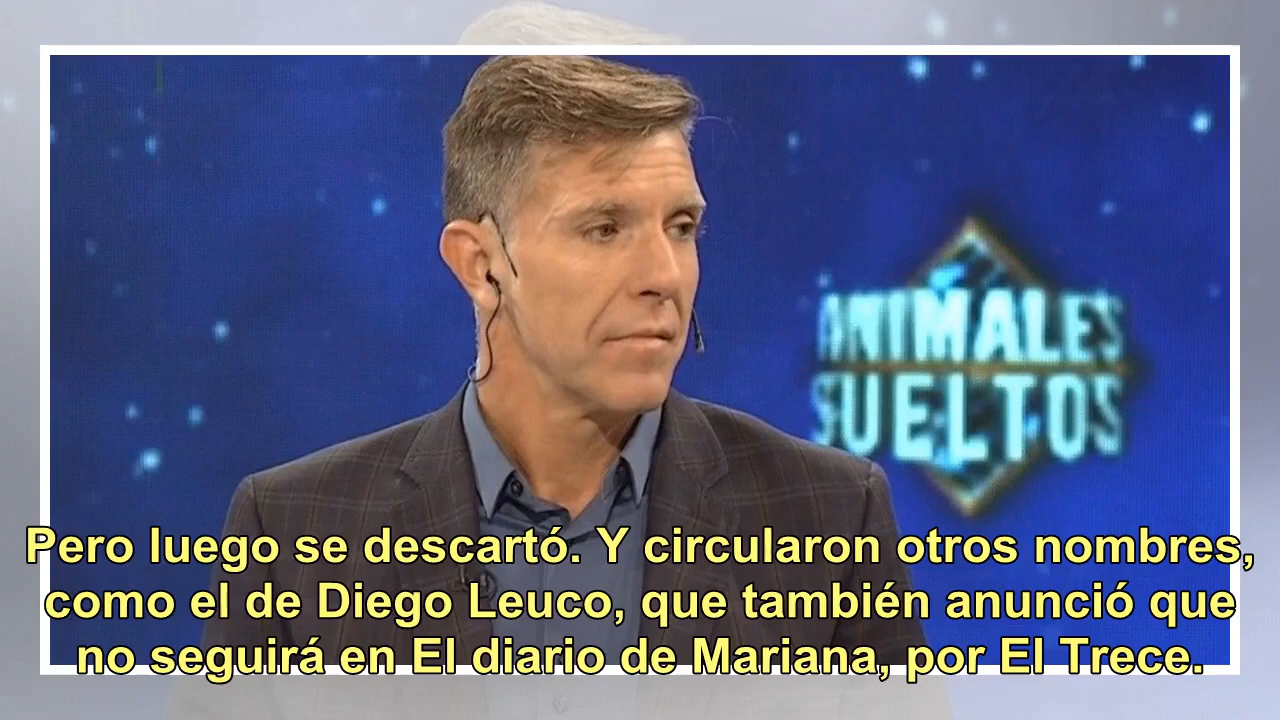 ANIMALES
SUELTOS
Pero luego se descartó. Y circularon otros nombres,
como el de Diego Leuco, que también anunció que
no seguirá en El diario de Mariana, por El Trece.